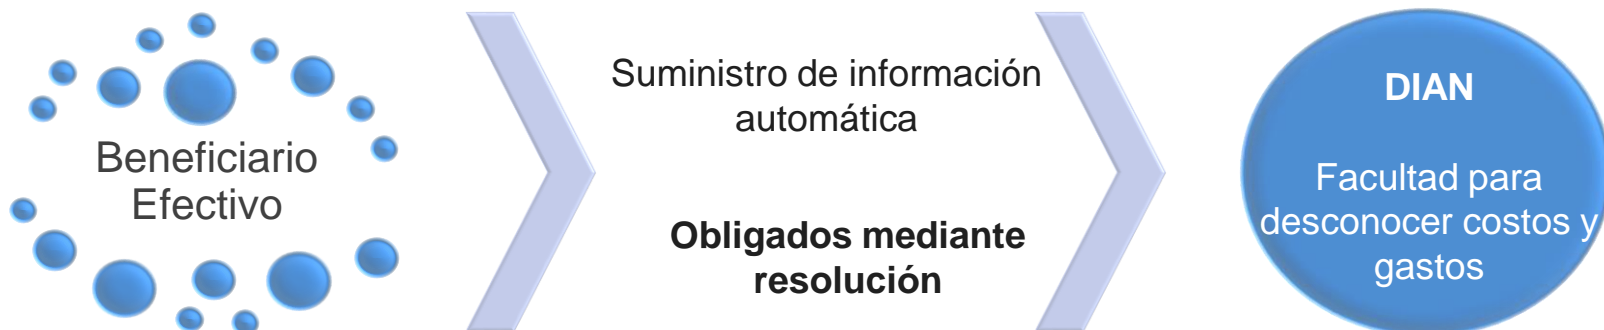 Beneficiario
Efectivo
Suministro de información
automática
Obligados mediante
resolución
DIAN
Facultad para
desconocer costos y
gastos